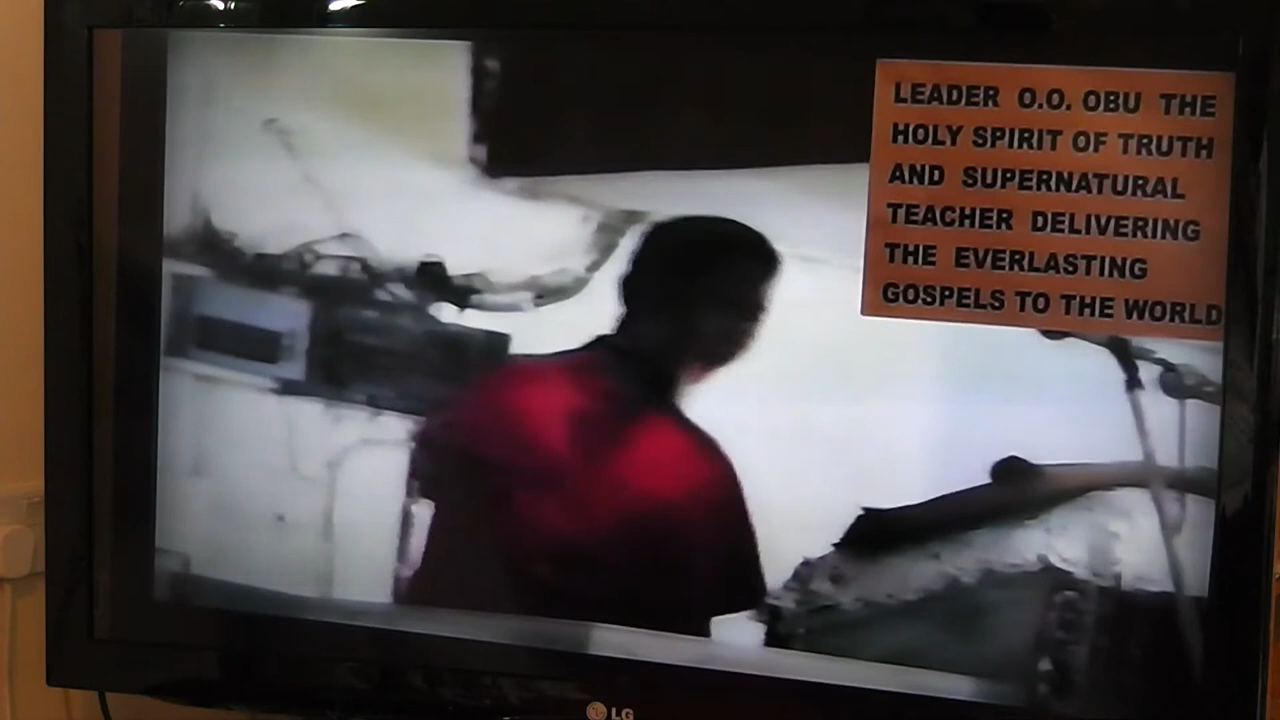 LEADER O.O. OBU THE
HOLY SPIRIT OF TRUTH
AND SUPERNATURAL
TEACHER DELIVERING
THE EVERLASTING
GOSPELS TO THE WORLD
LG